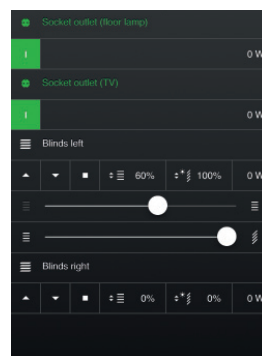 Socket outlet (floor lamp)
I 0 W
Socket outlet (TV)
I 0 W
Blinds left
60% 100% 0 W
Blinds right
0% 0% 0 W